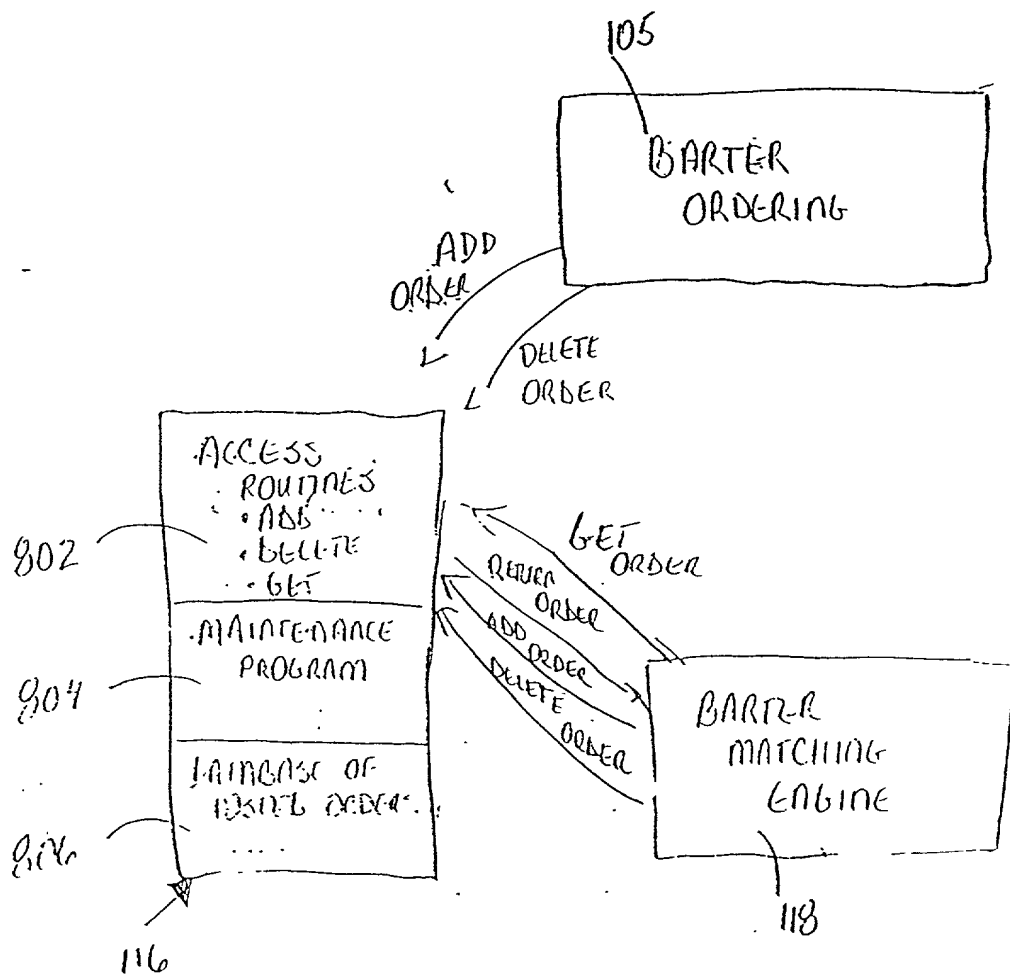 105
BARTER
ORDERING
ADD
ORDER
DELETE
ORDER
ACCESS
ROUTINES
• ADD
• DELETE
• GET
802
GET
ORDER
RETURN
ORDER
ADD ORDER
DELETE
ORDER
MAINTENANCE
PROGRAM
804
BARTER
MATCHING
ENGINE
OF
118
116